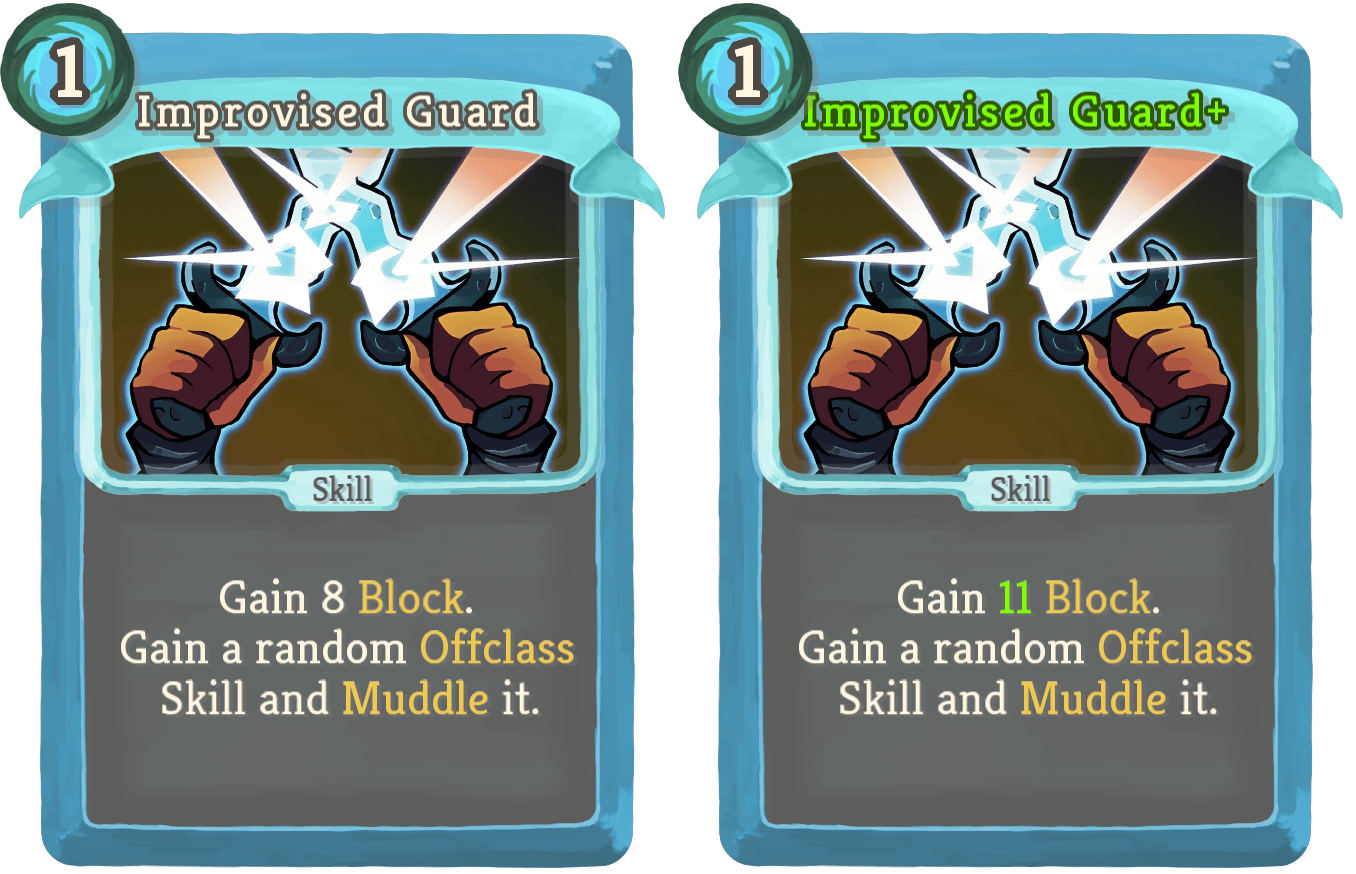 1
Improvised Guard
Skill
Gain 8 Block.
Gain a random Offclass
Skill and Muddle it.
1
Improvised Guard+
Skill
Gain 11 Block.
Gain a random Offclass
Skill and Muddle it.